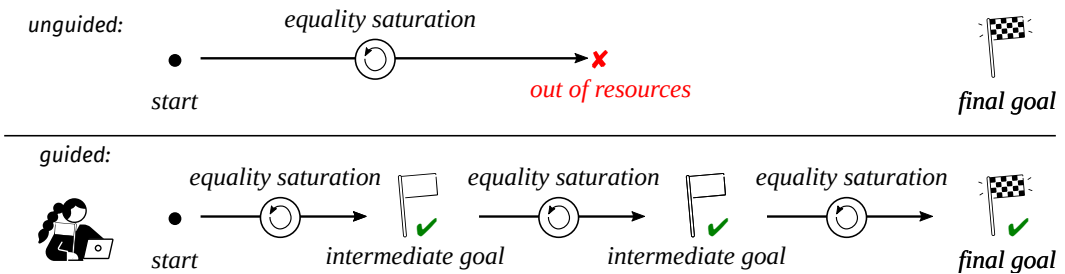 unguided:
equality saturation
start
out of resources
final goal
guided:
equality saturation
equality saturation
equality saturation
start
intermediate goal
intermediate goal
final goal